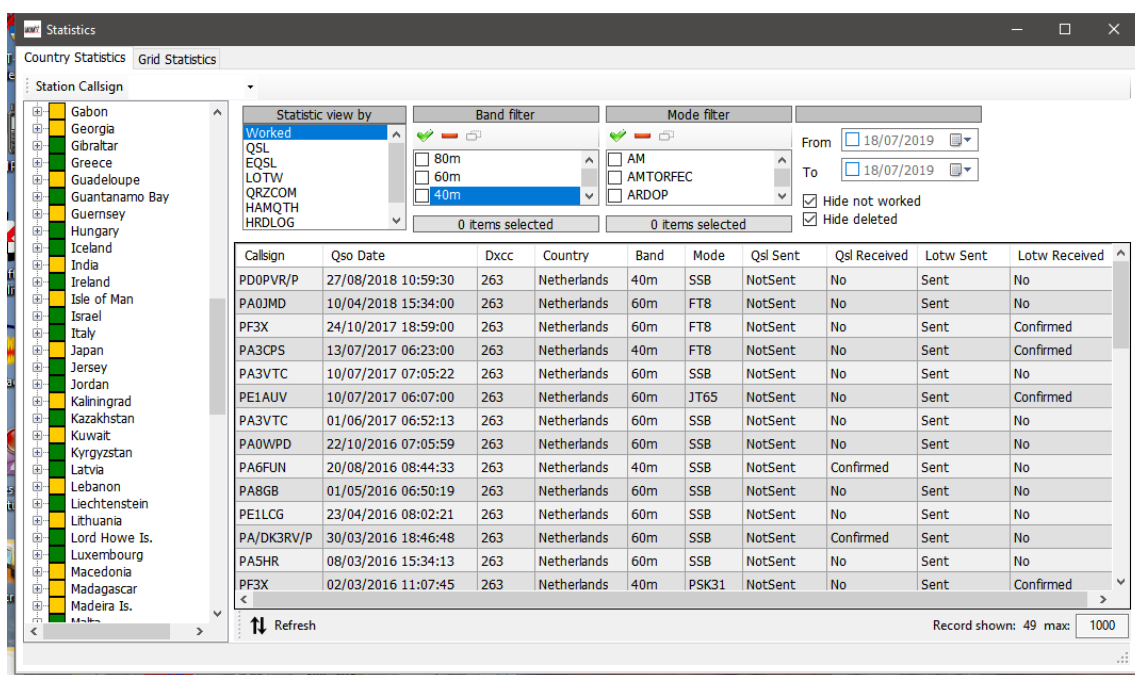 Statistics
Country Statistics Grid Statistics
Station Callsign
Gabon
Georgia
Gibraltar
Greece
Guadeloupe
Guantanamo Bay
Guernsey
Hungary
Iceland
India
Ireland
Isle of Man
Israel
Italy
Japan
Jersey
Jordan
Kaliningrad
Kazakhstan
Kuwait
Kyrgyzstan
Latvia
Lebanon
Liechtenstein
Lithuania
Lord Howe Is.
Luxembourg
Macedonia
Madagascar
Madeira Is.
Malta
Statistic view by
Worked
QSL
EQSL
LOTW
QRZCOM
HAMQTH
HRDLOG
Band filter
80m
60m
40m
0 items selected
Mode filter
AM
AMTORFEC
ARDOP
0 items selected
From 18/07/2019
To 18/07/2019
Hide not worked
Hide deleted
Callsign Qso Date Dxcc Country Band Mode Qsl Sent Qsl Received Lotw Sent Lotw Received
PD0PVR/P 27/08/2018 10:59:30 263 Netherlands 40m SSB NotSent No Sent No
PA0JMD 10/04/2018 15:34:00 263 Netherlands 60m FT8 NotSent No Sent No
PF3X 24/10/2017 18:59:00 263 Netherlands 60m FT8 NotSent No Sent Confirmed
PA3CPS 13/07/2017 06:23:00 263 Netherlands 40m FT8 NotSent No Sent Confirmed
PA3VTC 10/07/2017 07:05:22 263 Netherlands 60m SSB NotSent No Sent No
PE1AUV 10/07/2017 06:07:00 263 Netherlands 60m JT65 NotSent No Sent Confirmed
PA3VTC 01/06/2017 06:52:13 263 Netherlands 60m SSB NotSent No Sent No
PA0WPD 22/10/2016 07:05:59 263 Netherlands 60m SSB NotSent No Sent No
PA6FUN 20/08/2016 08:44:33 263 Netherlands 40m SSB NotSent Confirmed Sent No
PA8GB 01/05/2016 06:50:19 263 Netherlands 60m SSB NotSent No Sent No
PE1LCG 23/04/2016 08:02:21 263 Netherlands 60m SSB NotSent No Sent No
PA/DK3RV/P 30/03/2016 18:46:48 263 Netherlands 60m SSB NotSent Confirmed Sent No
PA5HR 08/03/2016 15:34:13 263 Netherlands 60m SSB NotSent No Sent No
PF3X 02/03/2016 11:07:45 263 Netherlands 40m PSK31 NotSent No Sent Confirmed
Refresh
Record shown: 49 max: 1000